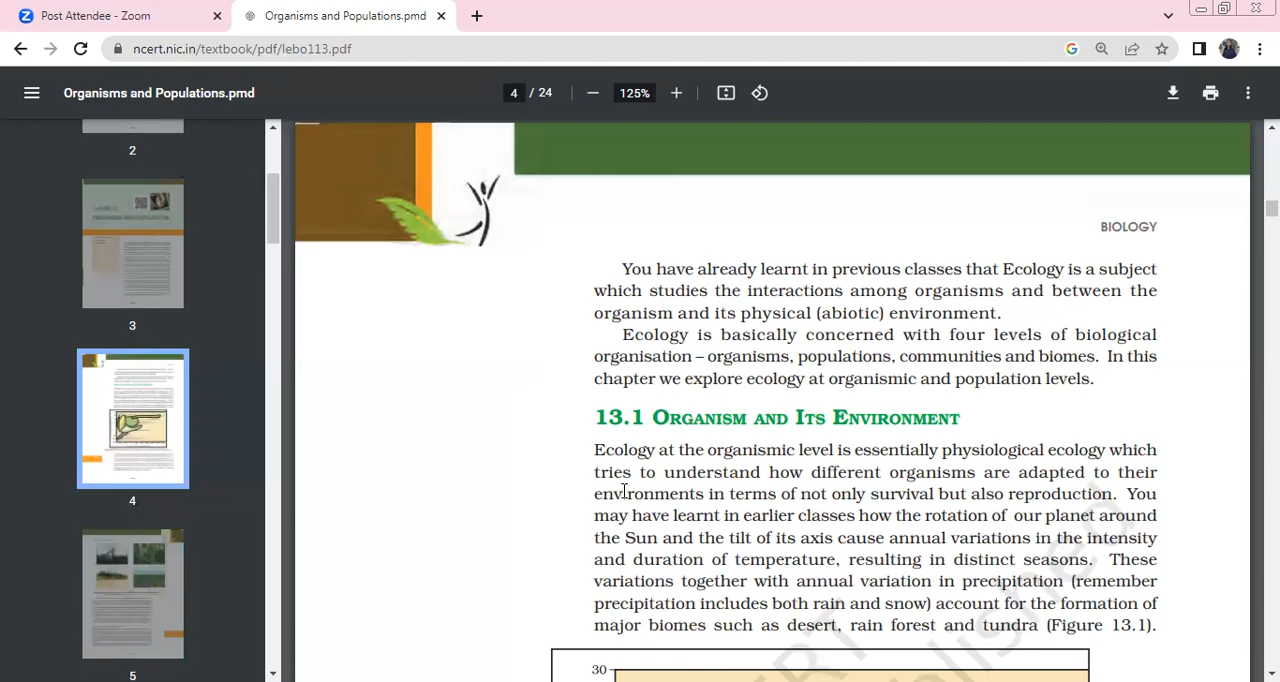 Post Attendee - Zoom
Organisms and Populations.pmd
ncert.nic.in/textbook/pdf/lebo113.pdf
Organisms and Populations.pmd
4 / 24
125%
2
3
4
5
BIOLOGY
You have already learnt in previous classes that Ecology is a subject
which studies the interactions among organisms and between the
organism and its physical (abiotic) environment.
Ecology is basically concerned with four levels of biological
organisation – organisms, populations, communities and biomes. In this
chapter we explore ecology at organismic and population levels.
13.1 ORGANISM AND ITS ENVIRONMENT
Ecology at the organismic level is essentially physiological ecology which
tries to understand how different organisms are adapted to their
environments in terms of not only survival but also reproduction. You
may have learnt in earlier classes how the rotation of our planet around
the Sun and the tilt of its axis cause annual variations in the intensity
and duration of temperature, resulting in distinct seasons. These
variations together with annual variation in precipitation (remember
precipitation includes both rain and snow) account for the formation of
major biomes such as desert, rain forest and tundra (Figure 13.1).
30